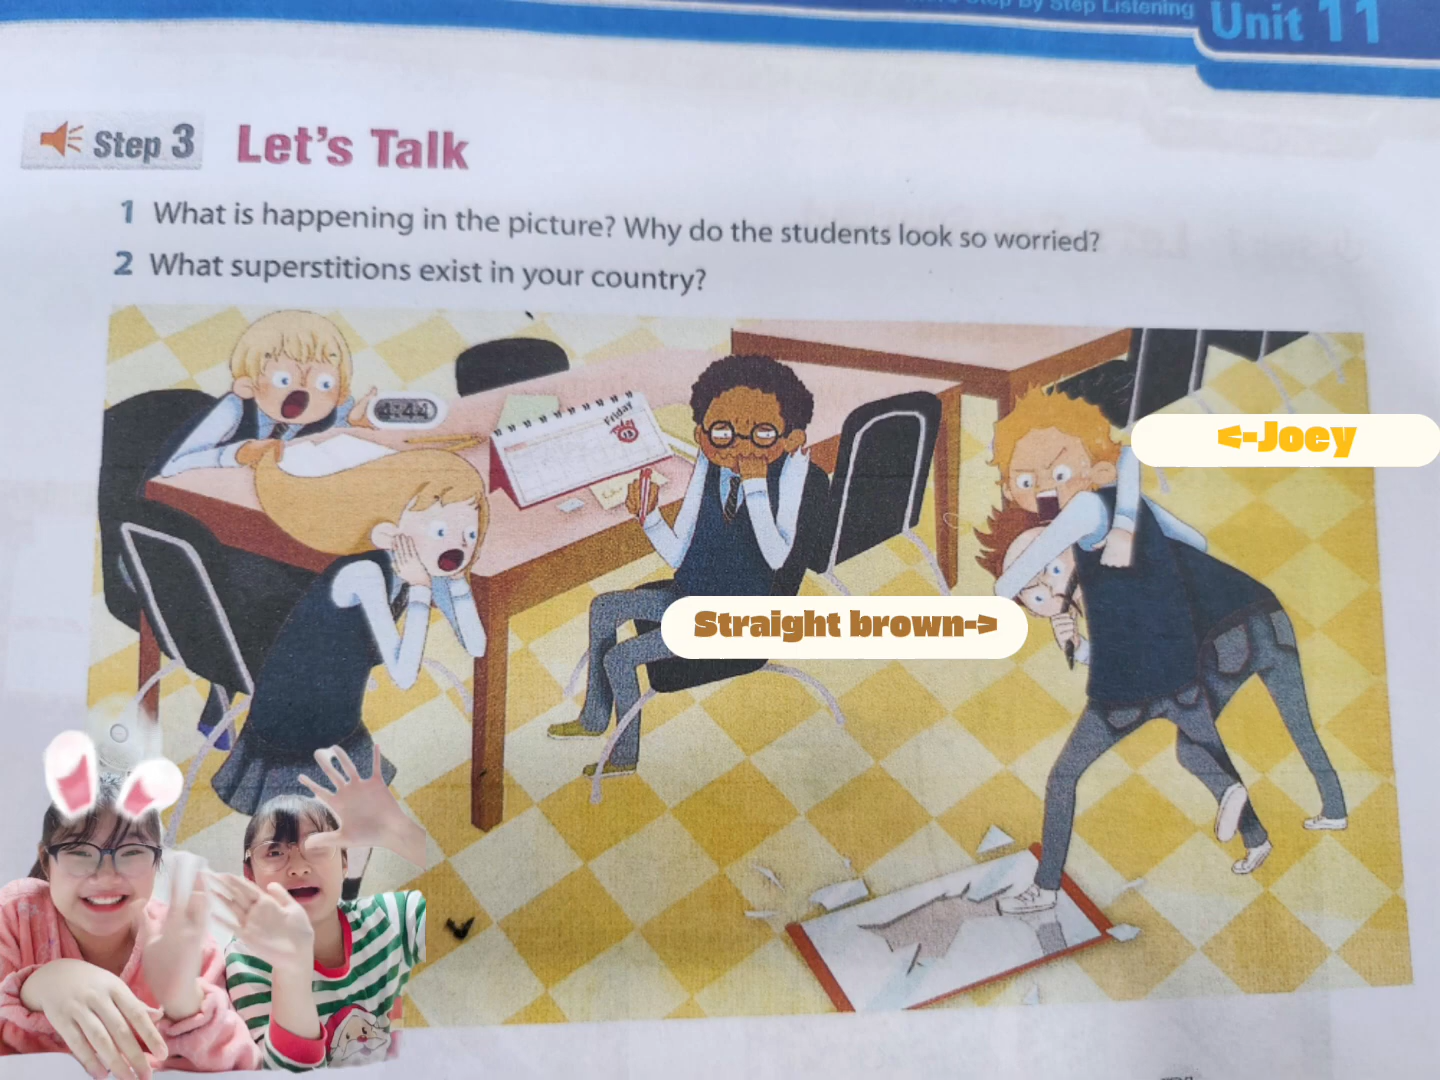 Step By Step Listening
Unit 11
Step 3 Let's Talk
1 What is happening in the picture? Why do the students look so worried?
2 What superstitions exist in your country?
4:44
Friday
13
<-Joey
Straight brown->